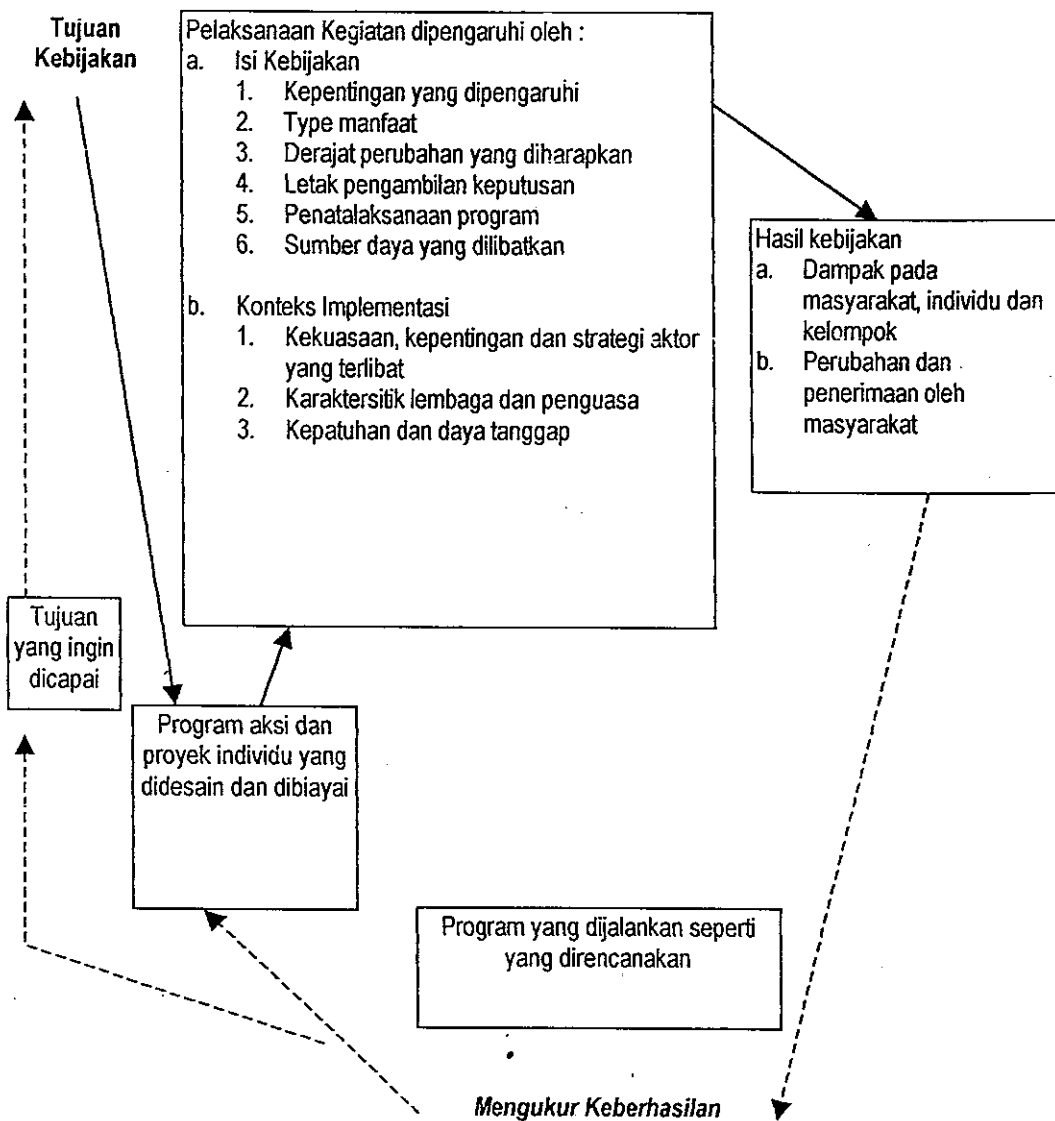 Tujuan
Kebijakan
Pelaksanaan Kegiatan dipengaruhi oleh :
a. Isi Kebijakan
1. Kepentingan yang dipengaruhi
2. Type manfaat
3. Derajat perubahan yang diharapkan
4. Letak pengambilan keputusan
5. Penatalaksanaan program
6. Sumber daya yang dilibatkan
b. Konteks Implementasi
1. Kekuasaan, kepentingan dan strategi aktor
yang terlibat
2. Karaktersitik lembaga dan penguasa
3. Kepatuhan dan daya tanggap
Hasil kebijakan
a. Dampak pada
masyarakat, individu dan
kelompok
b. Perubahan dan
penerimaan oleh
masyarakat
Tujuan
yang ingin
dicapai
Program aksi dan
proyek individu yang
didesain dan dibiayai
Program yang dijalankan seperti
yang direncanakan
Mengukur Keberhasilan